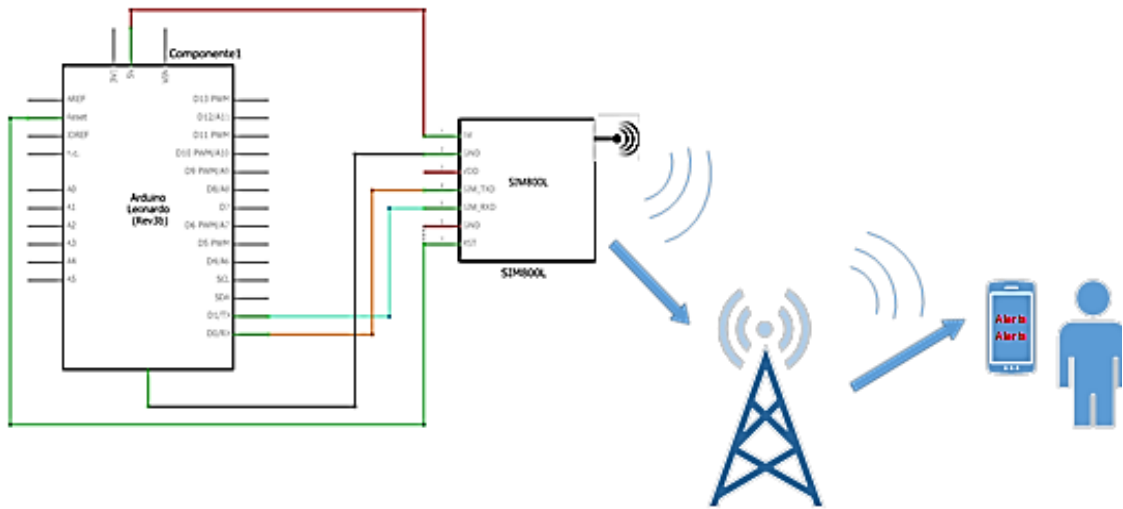 Componente1
5V
VIN
AREF
Reset
IOREF
n.c.
A0
A1
A2
A3
A4
A5
Arduino
Leonardo
(Rev3b)
D13 PWM
D12/A11
D11 PWM
D10 PWM/A10
D9 PWM/A9
D8/A8
D7
D6 PWM/A7
D5 PWM
D4/A6
SCL
SDA
D1/TX
D0/RX
5V
GND
VDD
SIM_TXD
SIM_RXD
GND
RST
SIM800L
SIM800L
Alerta
Alerta